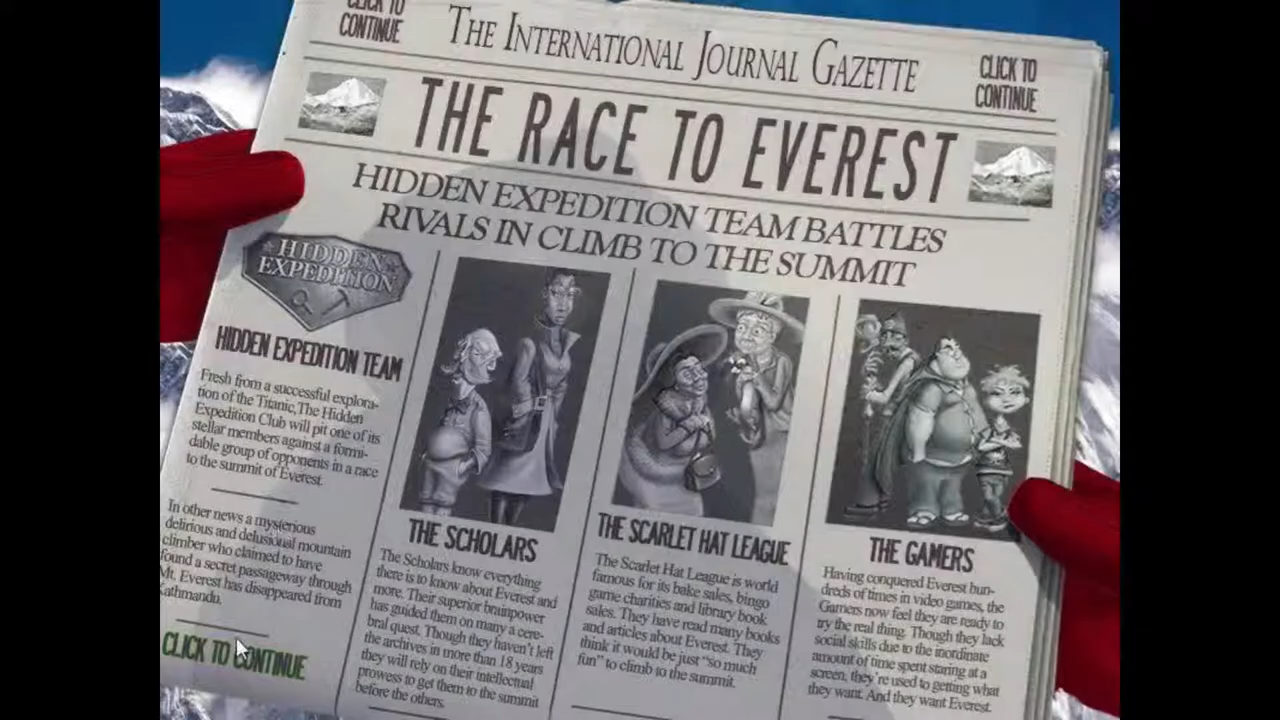 CLICK TO
CONTINUE
THE INTERNATIONAL JOURNAL GAZETTE
CLICK TO
CONTINUE
THE RACE TO EVEREST
HIDDEN EXPEDITION TEAM BATTLES
RIVALS IN CLIMB TO THE SUMMIT
HIDDEN
EXPEDITION
HIDDEN EXPEDITION TEAM
Fresh from a successful explora-
tion of the Titanic, The Hidden
Expedition Club will pit one of its
stellar members against a formi-
dable group of opponents in a race
to the summit of Everest.
In other news a mysterious
delirious and delusional mountain
climber who claimed to have
found a secret passageway through
Mt. Everest has disappeared from
Kathmandu.
CLICK TO CONTINUE
THE SCHOLARS
The Scholars know everything
there is to know about Everest and
more. Their superior brainpower
has guided them on many a cere-
bral quest. Though they haven't left
the archives in more than 18 years
they will rely on their intellectual
prowess to get them to the summit
before the others.
THE SCARLET HAT LEAGUE
The Scarlet Hat League is world
famous for its bake sales, bingo
game charities and library book
sales. They have read many books
and articles about Everest. They
think it would be just "so much
fun" to climb to the summit.
THE GAMERS
Having conquered Everest hun-
dreds of times in video games, the
Gamers now feel they are ready to
try the real thing. Though they lack
social skills due to the inordinate
amount of time spent staring at a
screen, they're used to getting what
they want. And they want Everest.